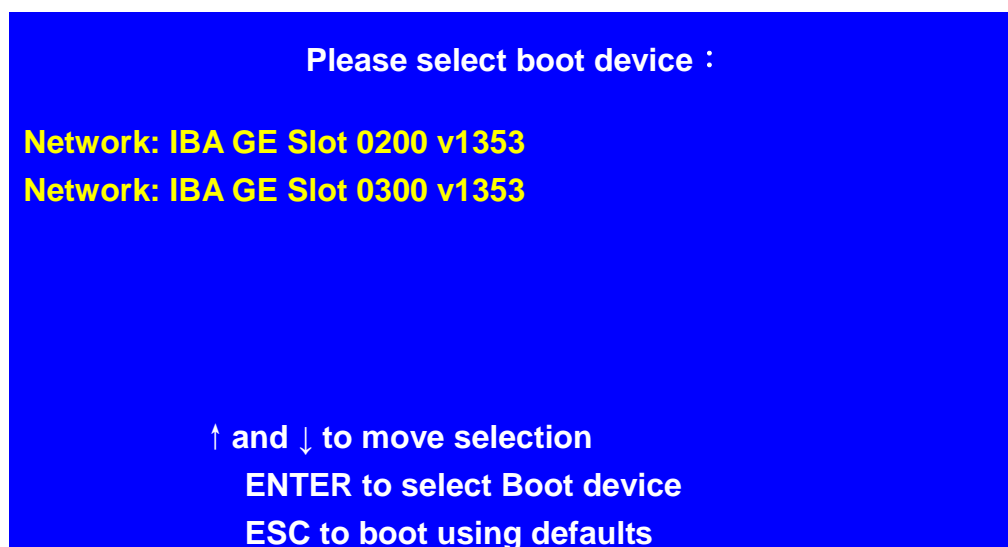 Please select boot device：
Network: IBA GE Slot 0200 v1353
Network: IBA GE Slot 0300 v1353
↑ and ↓ to move selection
ENTER to select Boot device
ESC to boot using defaults